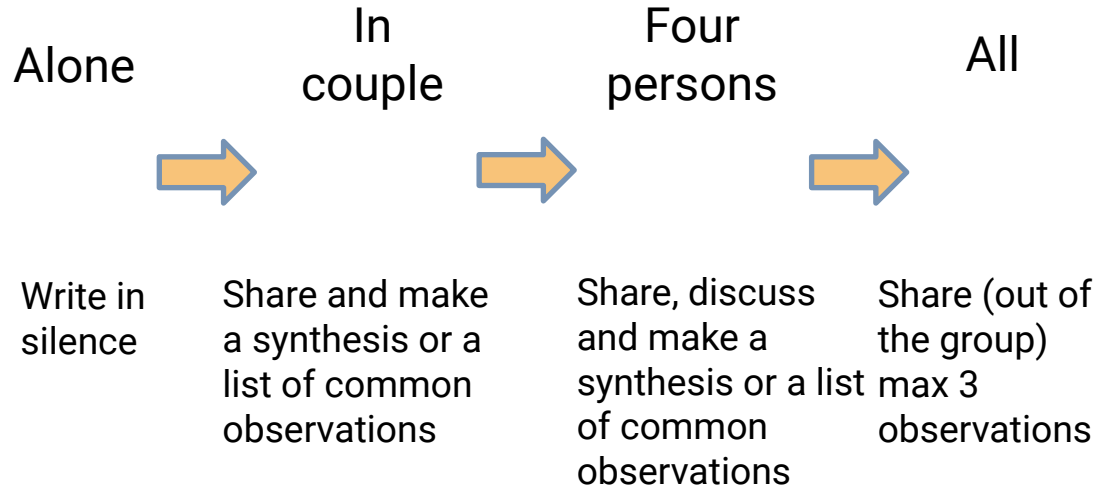 Alone
In
couple
Four
persons
All
Write in
silence
Share and make
a synthesis or a
list of common
observations
Share, discuss
and make a
synthesis or a list
of common
observations
Share (out of
the group)
max 3
observations